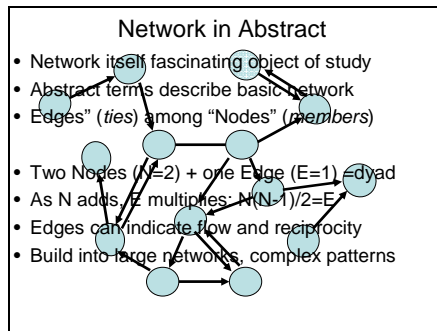 Network in Abstract
• Network itself fascinating object of study
• Abstract terms describe basic network
• Edges” (ties) among “Nodes” (members)
• Two Nodes (N=2) + one Edge (E=1) =dyad
• As N adds, E multiplies: N(N-1)/2=E
• Edges can indicate flow and reciprocity
• Build into large networks, complex patterns